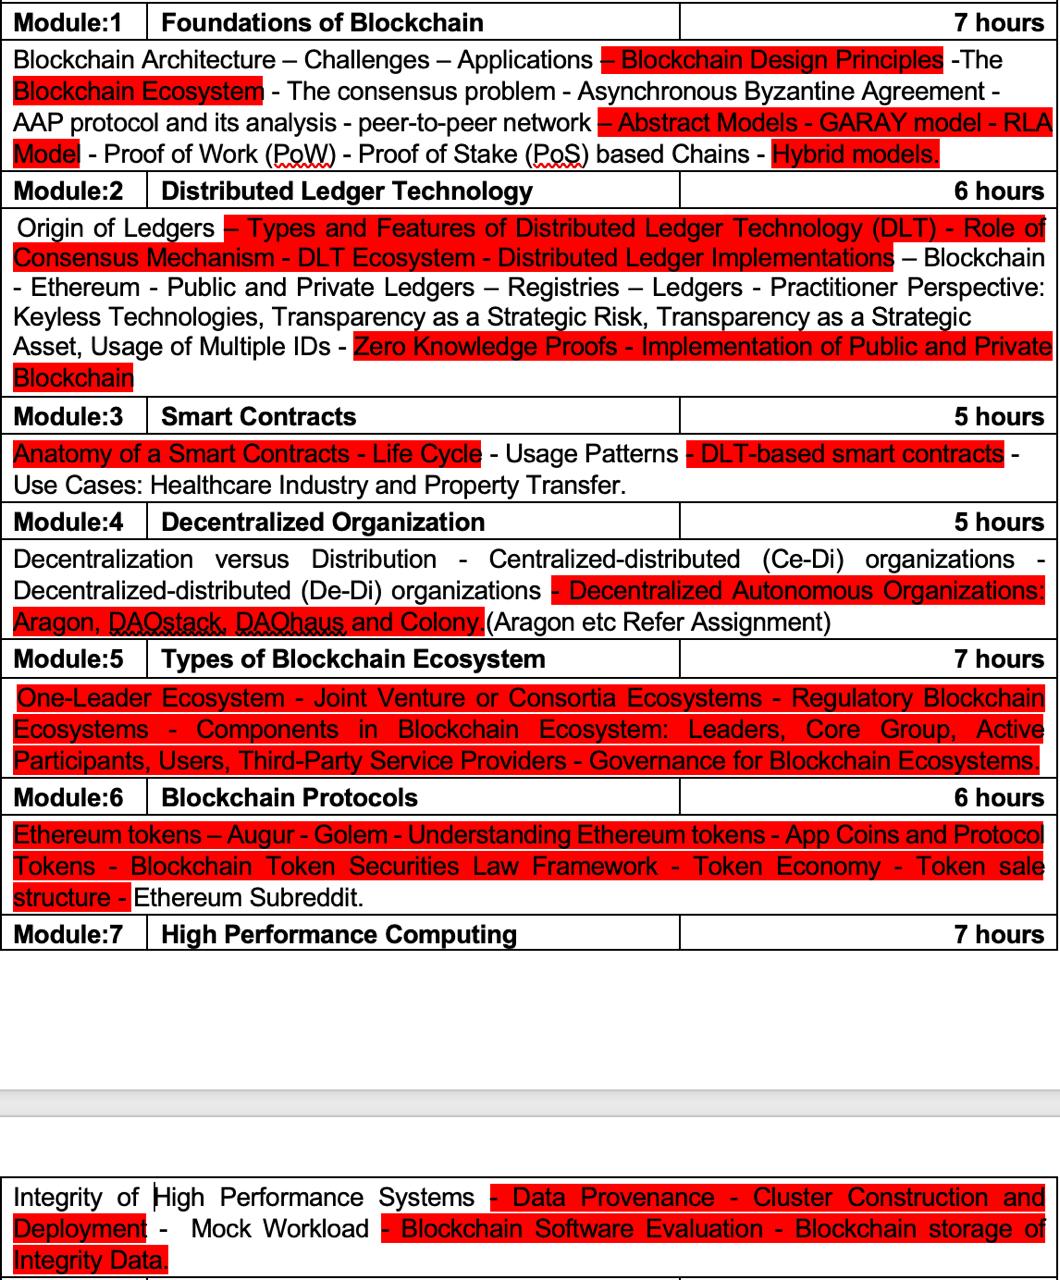 Module:1 Foundations of Blockchain 7 hours
Blockchain Architecture – Challenges – Applications – Blockchain Design Principles -The
Blockchain Ecosystem - The consensus problem - Asynchronous Byzantine Agreement -
AAP protocol and its analysis - peer-to-peer network – Abstract Models - GARAY model - RLA
Model - Proof of Work (PoW) - Proof of Stake (PoS) based Chains - Hybrid models.
Module:2 Distributed Ledger Technology 6 hours
Origin of Ledgers – Types and Features of Distributed Ledger Technology (DLT) - Role of
Consensus Mechanism - DLT Ecosystem - Distributed Ledger Implementations – Blockchain
- Ethereum - Public and Private Ledgers – Registries – Ledgers - Practitioner Perspective:
Keyless Technologies, Transparency as a Strategic Risk, Transparency as a Strategic
Asset, Usage of Multiple IDs - Zero Knowledge Proofs - Implementation of Public and Private
Blockchain
Module:3 Smart Contracts 5 hours
Anatomy of a Smart Contracts - Life Cycle - Usage Patterns - DLT-based smart contracts -
Use Cases: Healthcare Industry and Property Transfer.
Module:4 Decentralized Organization 5 hours
Decentralization versus Distribution - Centralized-distributed (Ce-Di) organizations -
Decentralized-distributed (De-Di) organizations - Decentralized Autonomous Organizations:
Aragon, DAOstack, DAOhaus and Colony.(Aragon etc Refer Assignment)
Module:5 Types of Blockchain Ecosystem 7 hours
One-Leader Ecosystem - Joint Venture or Consortia Ecosystems - Regulatory Blockchain
Ecosystems - Components in Blockchain Ecosystem: Leaders, Core Group, Active
Participants, Users, Third-Party Service Providers - Governance for Blockchain Ecosystems.
Module:6 Blockchain Protocols 6 hours
Ethereum tokens – Augur - Golem - Understanding Ethereum tokens - App Coins and Protocol
Tokens - Blockchain Token Securities Law Framework - Token Economy - Token sale
structure - Ethereum Subreddit.
Module:7 High Performance Computing 7 hours
Integrity of High Performance Systems - Data Provenance - Cluster Construction and
Deployment - Mock Workload - Blockchain Software Evaluation - Blockchain storage of
Integrity Data.